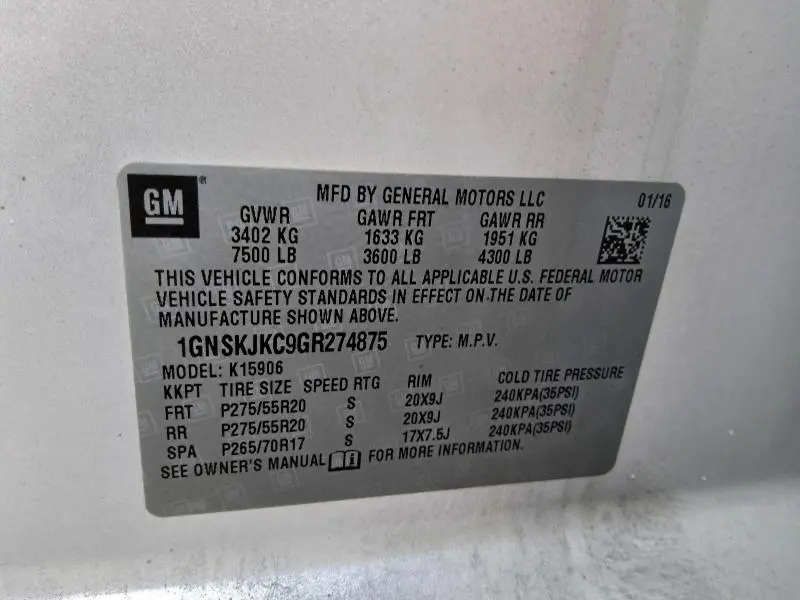 GM
MFD BY GENERAL MOTORS LLC 01/16
GVWR GAWR FRT GAWR RR
3402 KG 1633 KG 1951 KG
7500 LB 3600 LB 4300 LB
THIS VEHICLE CONFORMS TO ALL APPLICABLE U.S. FEDERAL MOTOR
VEHICLE SAFETY STANDARDS IN EFFECT ON THE DATE OF
MANUFACTURE SHOWN ABOVE.
1GNSKJKC9GR274875 TYPE: M.P.V.
MODEL: K15906
KKPT TIRE SIZE SPEED RTG RIM COLD TIRE PRESSURE
FRT P275/55R20 S 20X9J 240KPA(35PSI)
RR P275/55R20 S 20X9J 240KPA(35PSI)
SPA P265/70R17 S 17X7.5J 240KPA(35PSI)
SEE OWNER'S MANUAL FOR MORE INFORMATION.